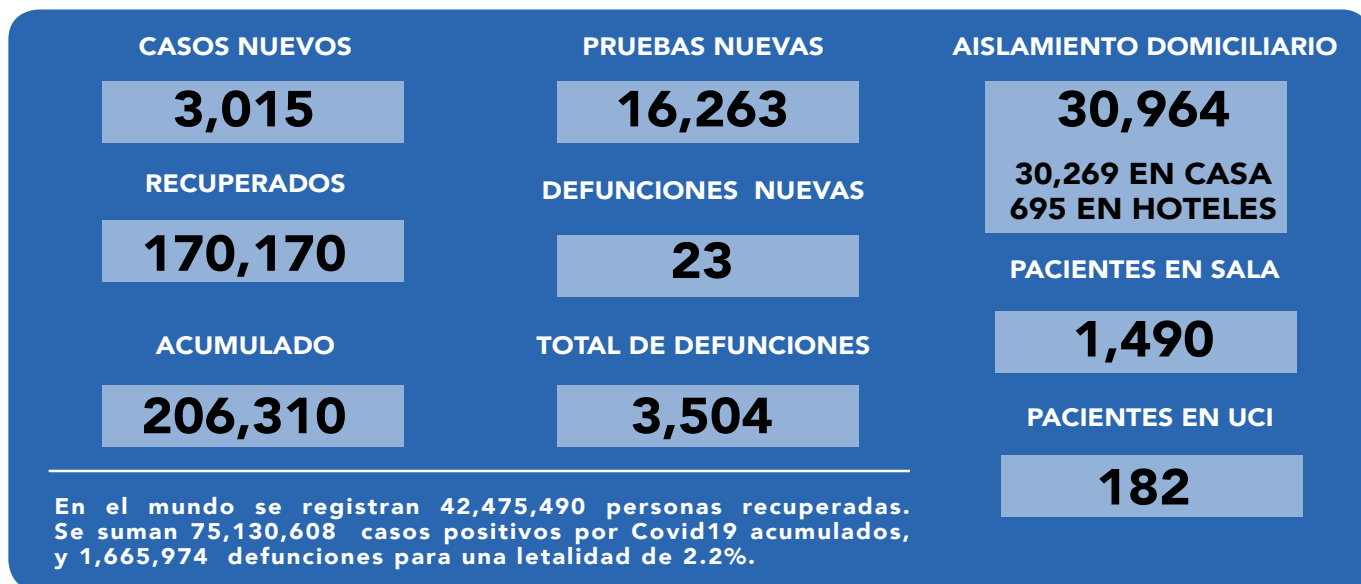 CASOS NUEVOS
3,015
RECUPERADOS
170,170
ACUMULADO
206,310
PRUEBAS NUEVAS
16,263
DEFUNCIONES NUEVAS
23
TOTAL DE DEFUNCIONES
3,504
AISLAMIENTO DOMICILIARIO
30,964
30,269 EN CASA
695 EN HOTELES
PACIENTES EN SALA
1,490
PACIENTES EN UCI
182
En el mundo se registran 42,475,490 personas recuperadas.
Se suman 75,130,608 casos positivos por Covid19 acumulados,
y 1,665,974 defunciones para una letalidad de 2.2%.